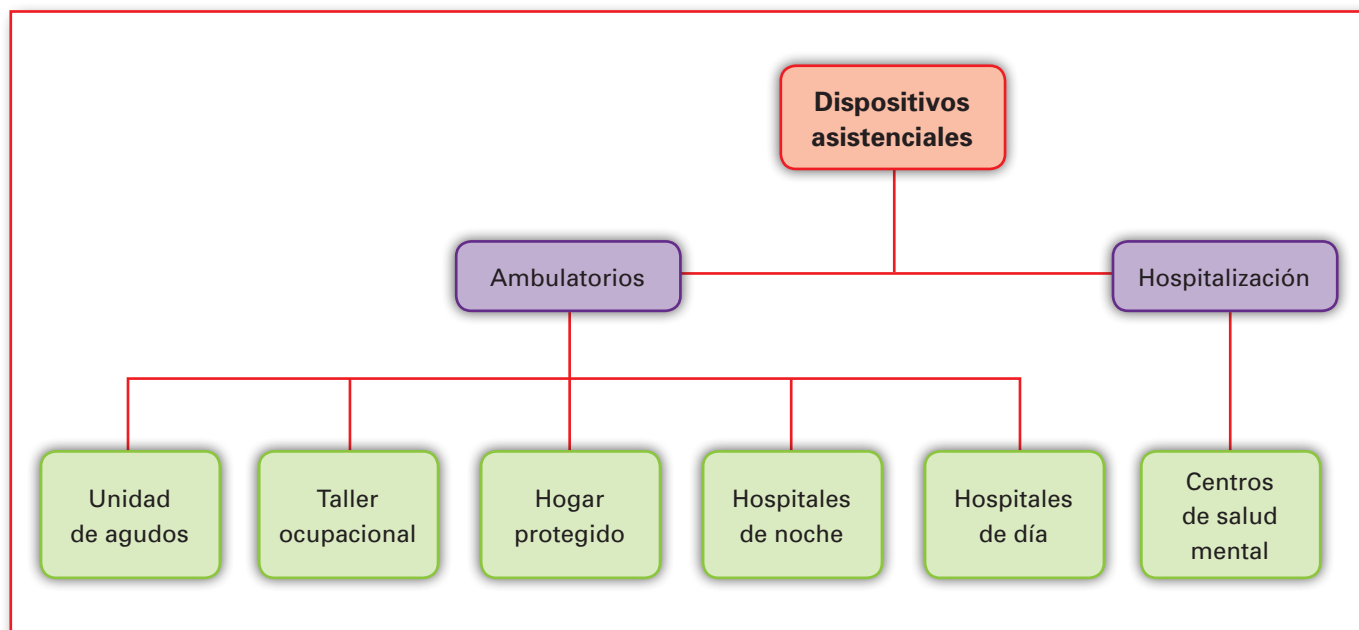 Dispositivos
asistenciales
Ambulatorios
Hospitalización
Unidad
de agudos
Taller
ocupacional
Hogar
protegido
Hospitales
de noche
Hospitales
de día
Centros
de salud
mental